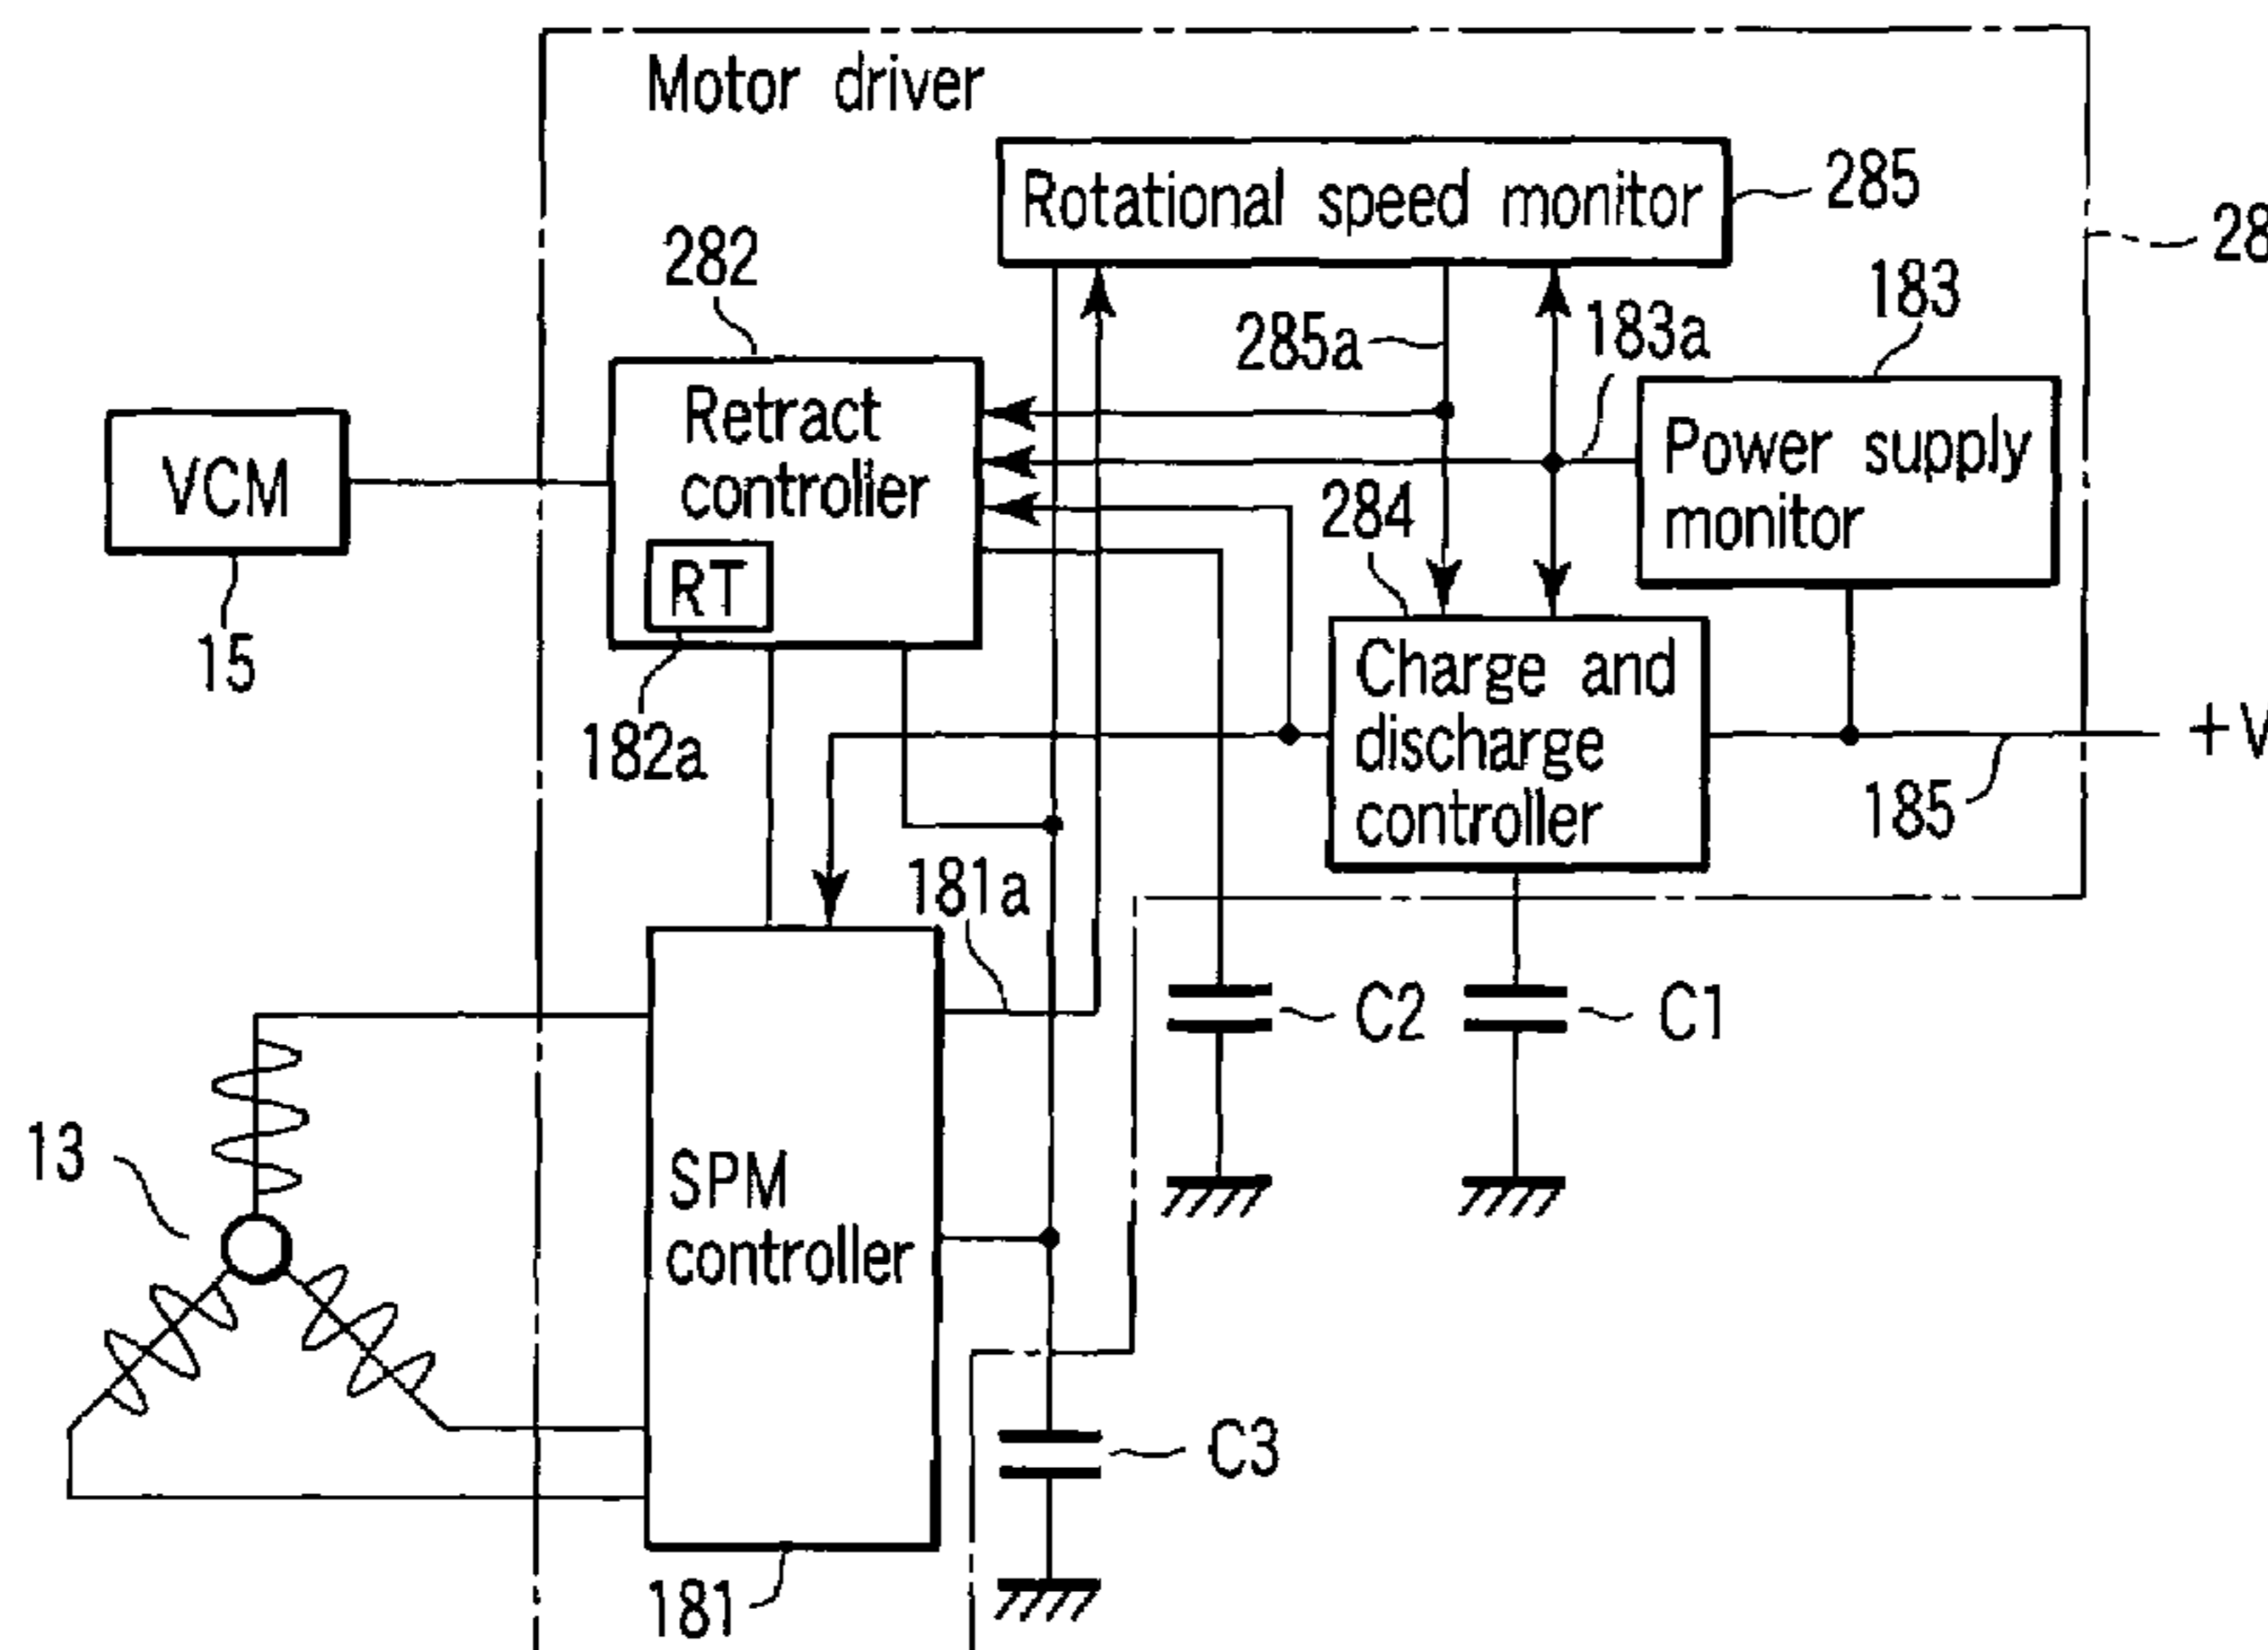 Motor driver
Rotational speed monitor
285
28
282
183
285a
183a
Retract
controller
Power supply
monitor
VCM
284
RT
15
Charge and
discharge
controller
182a
+V
185
181a
C2
C1
13
SPM
controller
C3
181